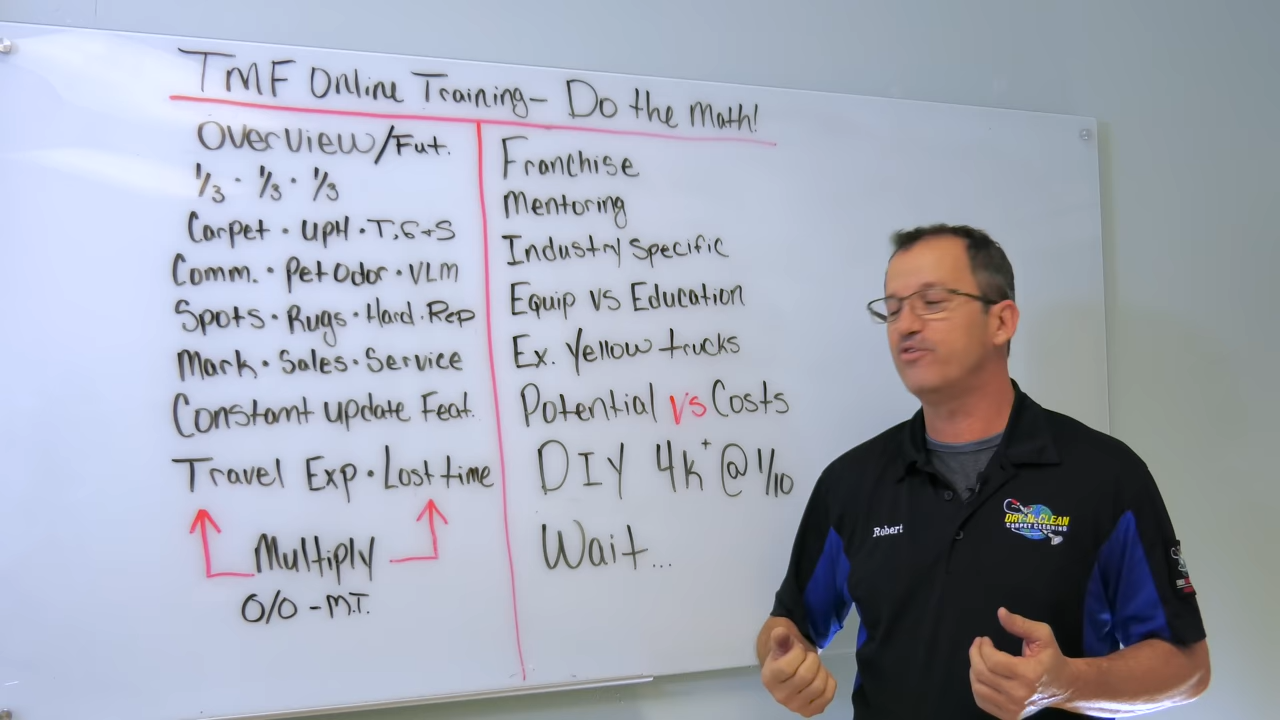 TMF Online Training - Do the Math!
Overview/Fut.
1/3 · 1/3 · 1/3
Carpet · UPH · T, G + S
Comm. · Pet Odor · VLM
Spots · Rugs · Hard · Rep
Mark · Sales · Service
Constant update Feat.
Travel Exp · Lost time
Multiply
O/O - M.T.
Franchise
Mentoring
Industry Specific
Equip vs Education
Ex. Yellow trucks
Potential vs Costs
DIY 4k+ @ 1/10
Wait...
Robert
DRY-N-CLEAN
CARPET CLEANING